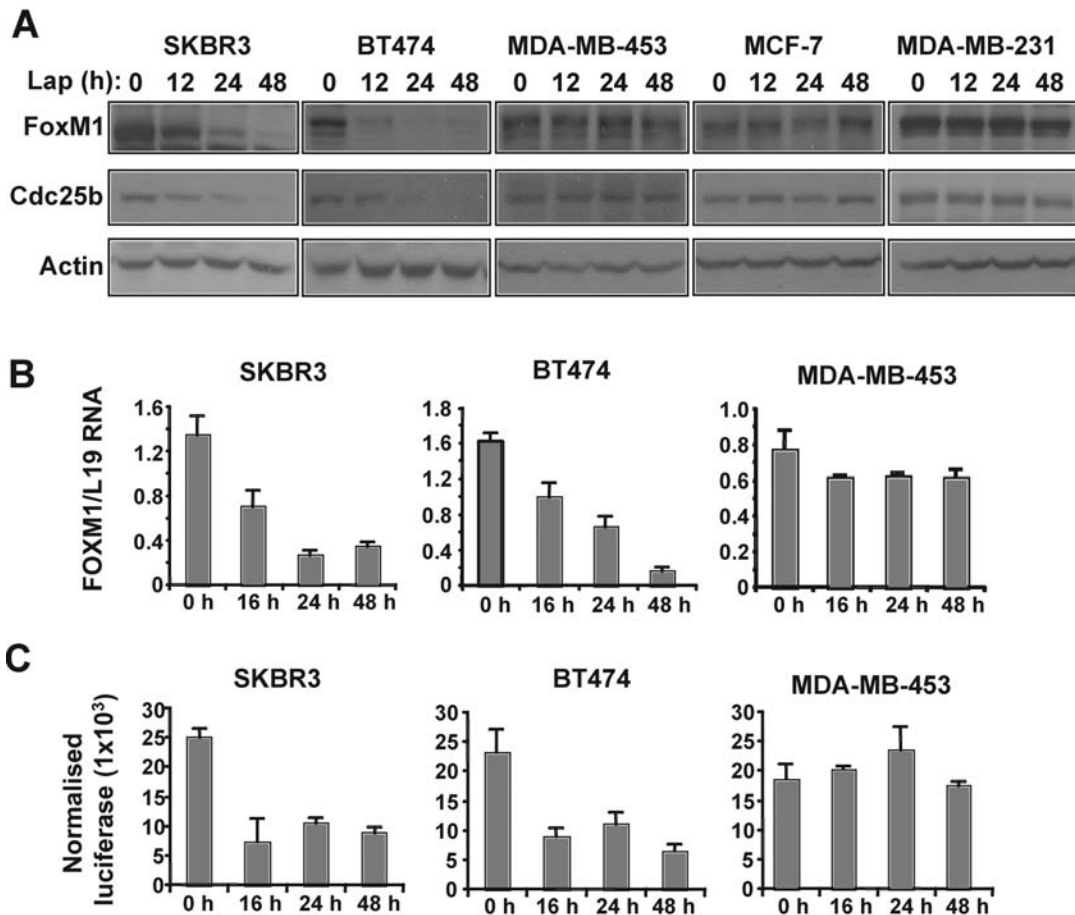 A
SKBR3 BT474 MDA-MB-453 MCF-7 MDA-MB-231
Lap (h): 0 12 24 48 0 12 24 48 0 12 24 48 0 12 24 48 0 12 24 48
FoxM1
Cdc25b
Actin
B
SKBR3 BT474 MDA-MB-453
FOXM1/L19 RNA
1.6
1.2
0.8
0.4
0
0 h 16 h 24 h 48 h
1.8
1.6
1.2
0.8
0.4
0
0 h 16 h 24 h 48 h
1.0
0.8
0.6
0.4
0.2
0
0 h 16 h 24 h 48 h
C
SKBR3 BT474 MDA-MB-453
Normalised
luciferase (1x10³)
30
25
20
15
10
5
0
0 h 16 h 24 h 48 h
30
25
20
15
10
5
0
0 h 16 h 24 h 48 h
30
25
20
15
10
5
0
0 h 16 h 24 h 48 h